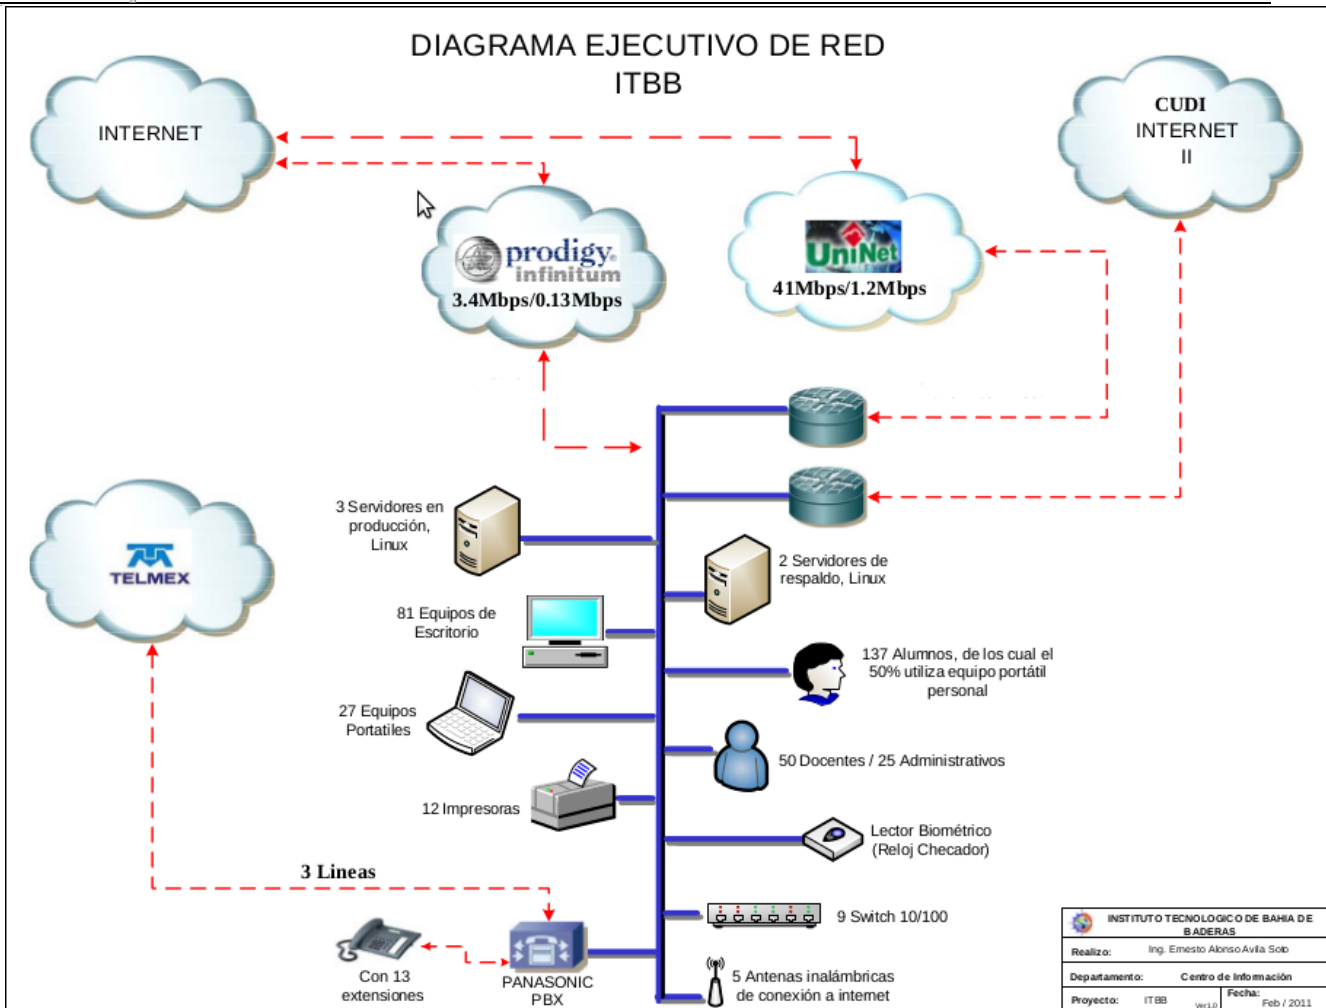 DIAGRAMA EJECUTIVO DE RED
ITBB
INTERNET
CUDI
INTERNET
II
prodigy
infinitum
3.4Mbps/0.13Mbps
UniNet
41Mbps/1.2Mbps
TELMEX
3 Servidores en
producción,
Linux
2 Servidores de
respaldo, Linux
81 Equipos de
Escritorio
137 Alumnos, de los cual el
50% utiliza equipo portátil
personal
27 Equipos
Portatiles
50 Docentes / 25 Administrativos
12 Impresoras
Lector Biométrico
(Reloj Checador)
3 Lineas
9 Switch 10/100
Con 13
extensiones
PANASONIC
PBX
5 Antenas inalámbricas
de conexión a internet
INSTITUTO TECNOLOGICO DE BAHIA DE
BADERAS
Realizo: Ing. Ernesto Alonso Avila Soto
Departamento: Centro de Información
Proyecto: ITBB Ver1.0 Fecha: Feb / 2011